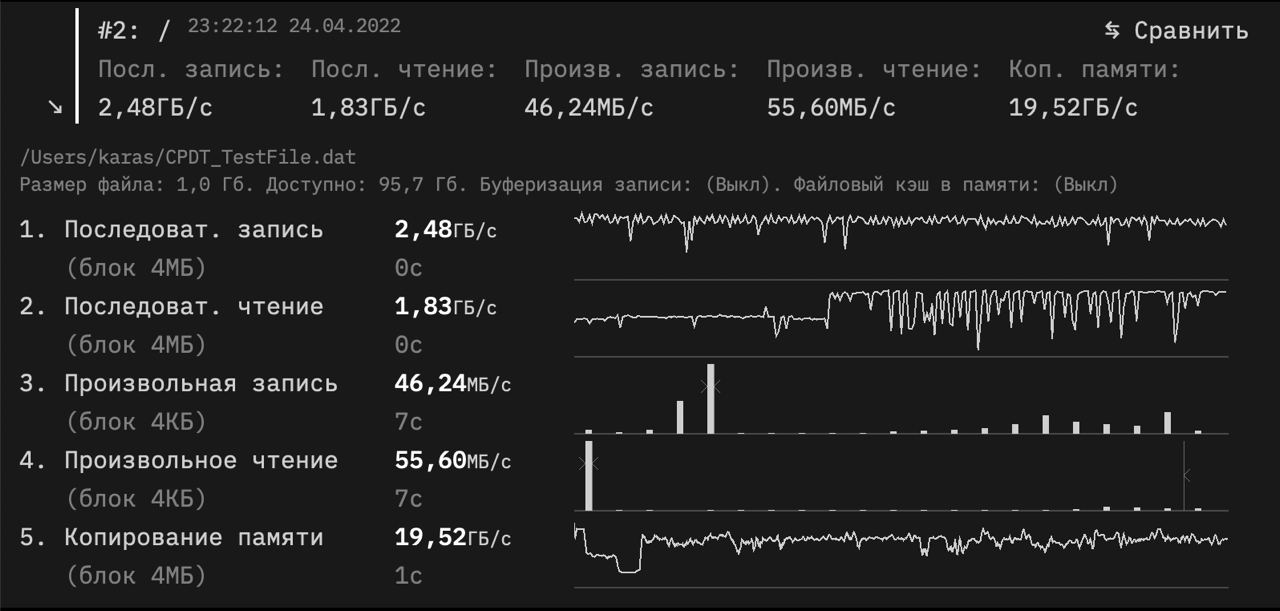 #2: / 23:22:12 24.04.2022
⇆ Сравнить
Посл. запись: Посл. чтение: Произв. запись: Произв. чтение: Коп. памяти:
↘ 2,48ГБ/с 1,83ГБ/с 46,24МБ/с 55,60МБ/с 19,52ГБ/с
/Users/karas/CPDT_TestFile.dat
Размер файла: 1,0 Гб. Доступно: 95,7 Гб. Буферизация записи: (Выкл). Файловый кэш в памяти: (Выкл)
1. Последоват. запись 2,48ГБ/с
(блок 4МБ) 0с
2. Последоват. чтение 1,83ГБ/с
(блок 4МБ) 0с
3. Произвольная запись 46,24МБ/с
(блок 4КБ) 7с
4. Произвольное чтение 55,60МБ/с
(блок 4КБ) 7с
5. Копирование памяти 19,52ГБ/с
(блок 4МБ) 1с